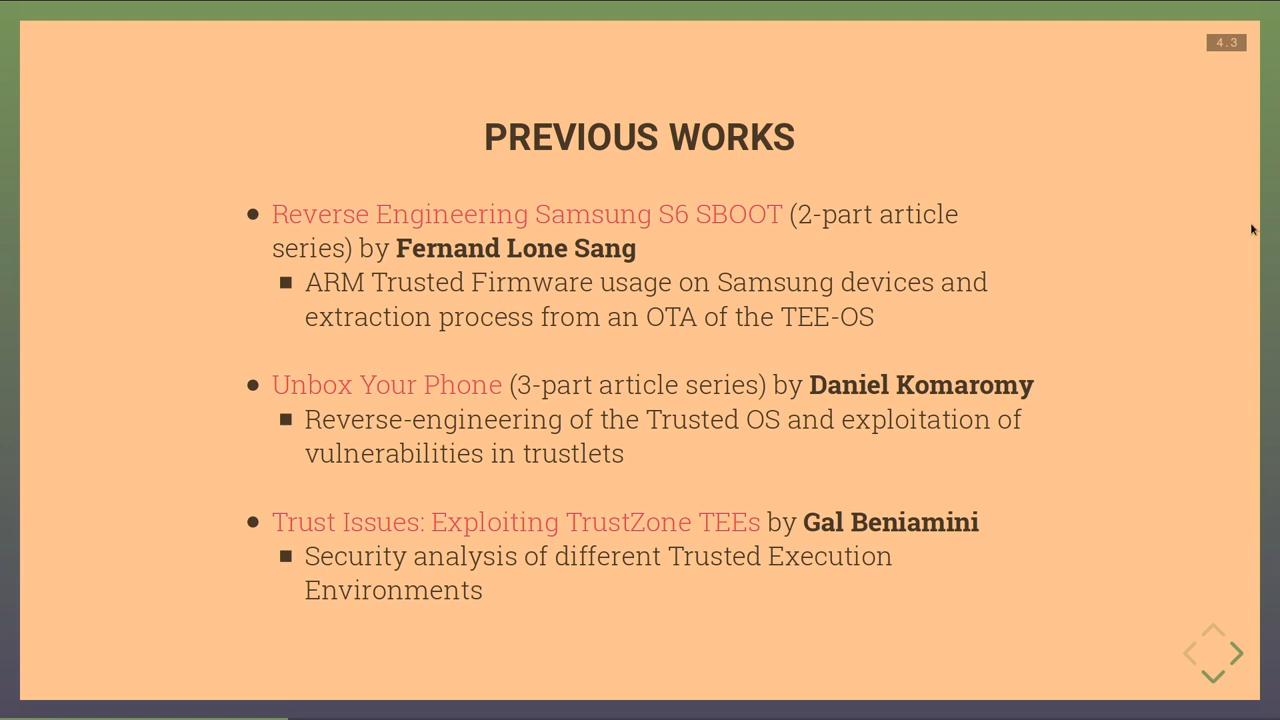 4.3
PREVIOUS WORKS
Reverse Engineering Samsung S6 SBOOT (2-part article
series) by Fernand Lone Sang
ARM Trusted Firmware usage on Samsung devices and
extraction process from an OTA of the TEE-OS
Unbox Your Phone (3-part article series) by Daniel Komaromy
Reverse-engineering of the Trusted OS and exploitation of
vulnerabilities in trustlets
Trust Issues: Exploiting TrustZone TEEs by Gal Beniamini
Security analysis of different Trusted Execution
Environments